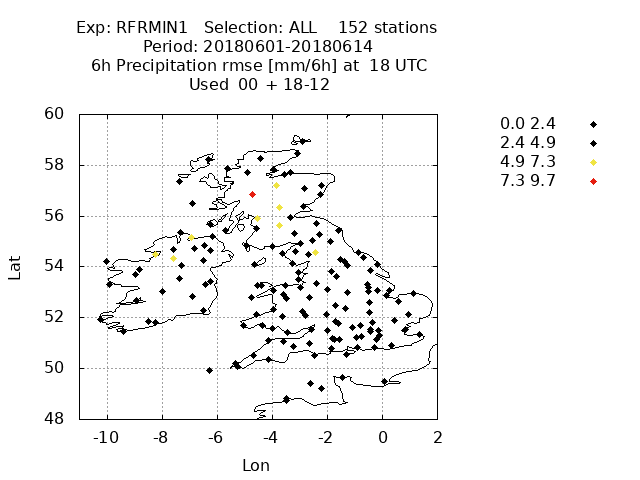 Exp: RFRMIN1 Selection: ALL 152 stations
Period: 20180601-20180614
6h Precipitation rmse [mm/6h] at 18 UTC
Used 00 + 18-12
0.0 2.4
2.4 4.9
4.9 7.3
7.3 9.7
60
58
56
54
52
50
48
Lat
-10 -8 -6 -4 -2 0 2
Lon